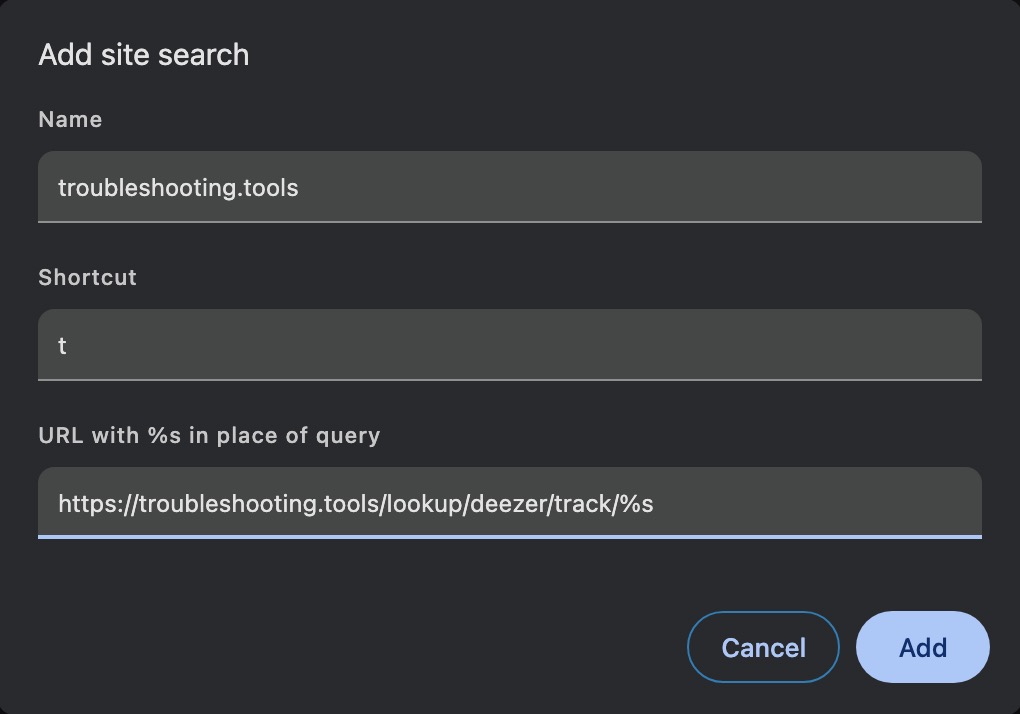 Add site search
Name
troubleshooting.tools
Shortcut
t
URL with %s in place of query
https://troubleshooting.tools/lookup/deezer/track/%s
Cancel
Add